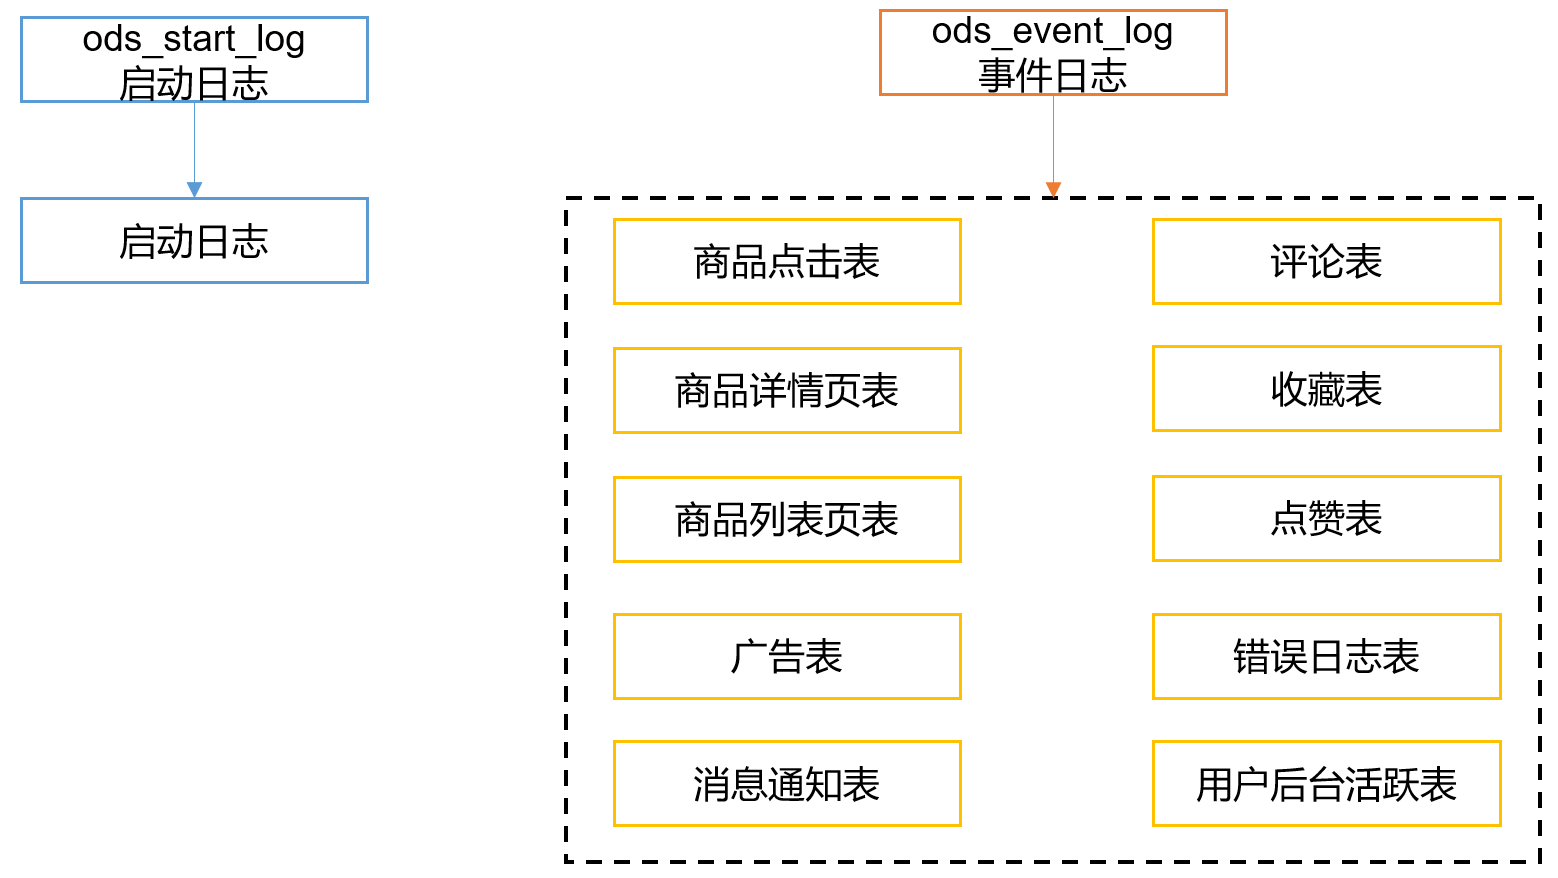 ods_start_log
启动日志
启动日志
ods_event_log
事件日志
商品点击表
评论表
商品详情页表
收藏表
商品列表页表
点赞表
广告表
错误日志表
消息通知表
用户后台活跃表